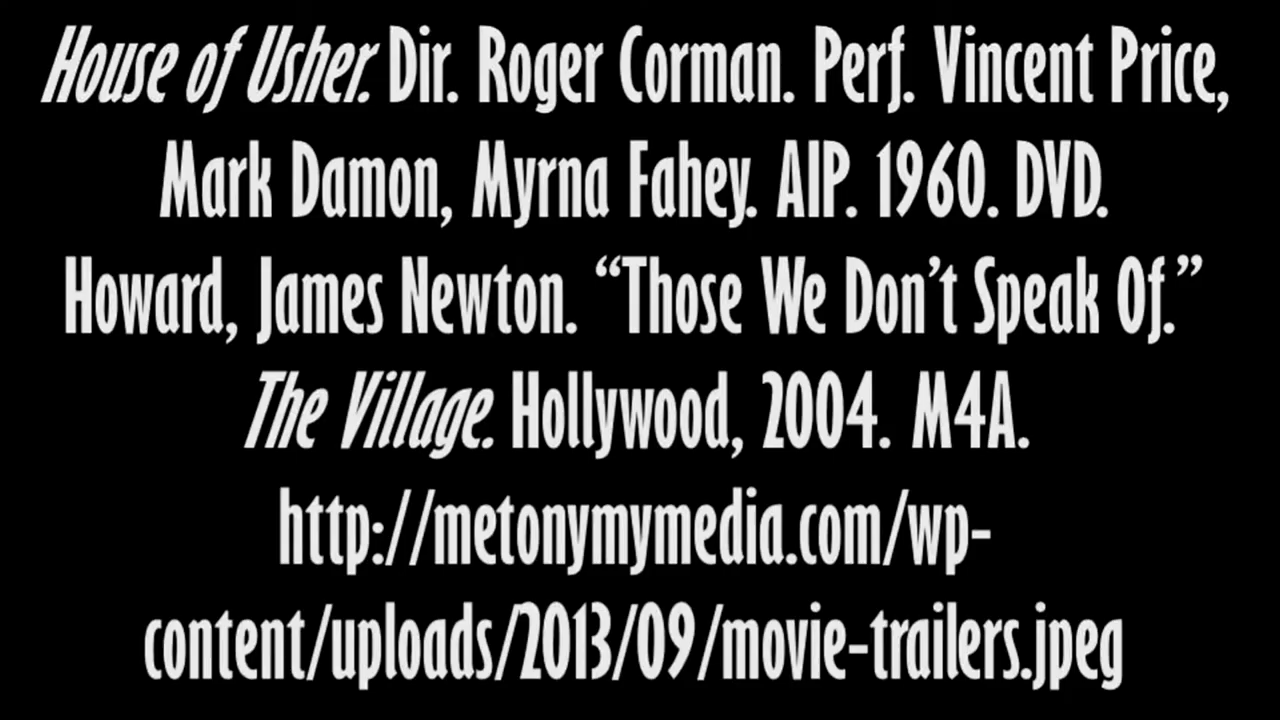 House of Usher. Dir. Roger Corman. Perf. Vincent Price,
Mark Damon, Myrna Fahey. AIP. 1960. DVD.
Howard, James Newton. “Those We Don’t Speak Of.”
The Village. Hollywood, 2004. M4A.
http://metonymymedia.com/wp-
content/uploads/2013/09/movie-trailers.jpeg